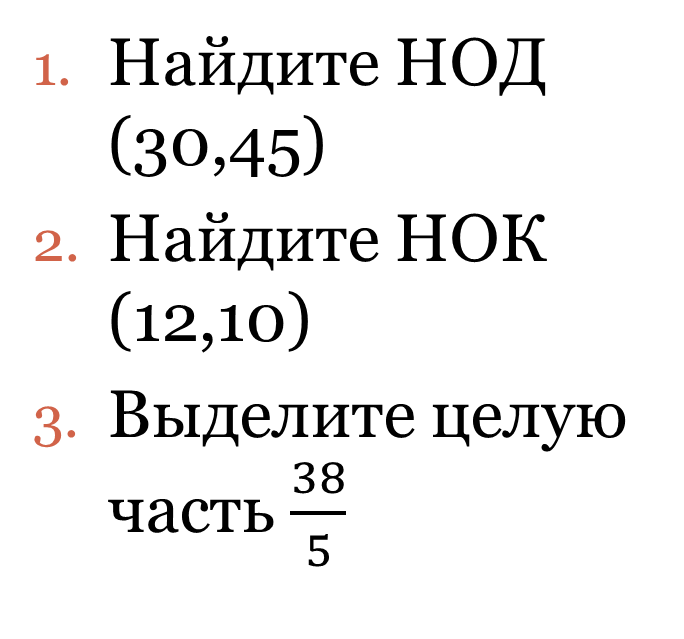 1. Найдите НОД
(30,45)
2. Найдите НОК
(12,10)
3. Выделите целую
часть 38/5